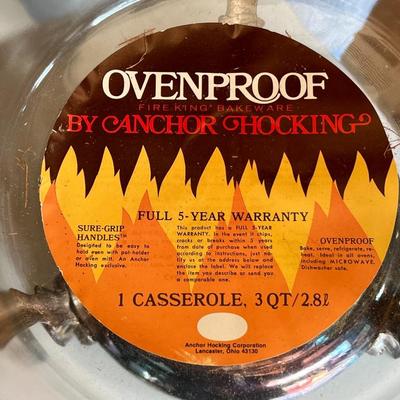 OVENPROOF
FIRE KING® BAKEWARE
BY ANCHOR HOCKING
FULL 5-YEAR WARRANTY
SURE-GRIP
HANDLES™
Designed to be easy to
hold even with pot-holder
or oven mitt. An Anchor
Hocking exclusive.
This product has a FULL 5-YEAR
WARRANTY. In the event it chips,
cracks or breaks within 5 years
from date of purchase when used
according to instructions, just no-
tify us at the address below and
enclose the label. We will replace
the item you describe or send you
a comparable one.
OVENPROOF
Bake, serve, refrigerate, re-
heat. Ideal in all ovens,
including MICROWAVE.
Dishwasher safe.
1 CASSEROLE, 3 QT/2.8ℓ
Anchor Hocking Corporation
Lancaster, Ohio 43130